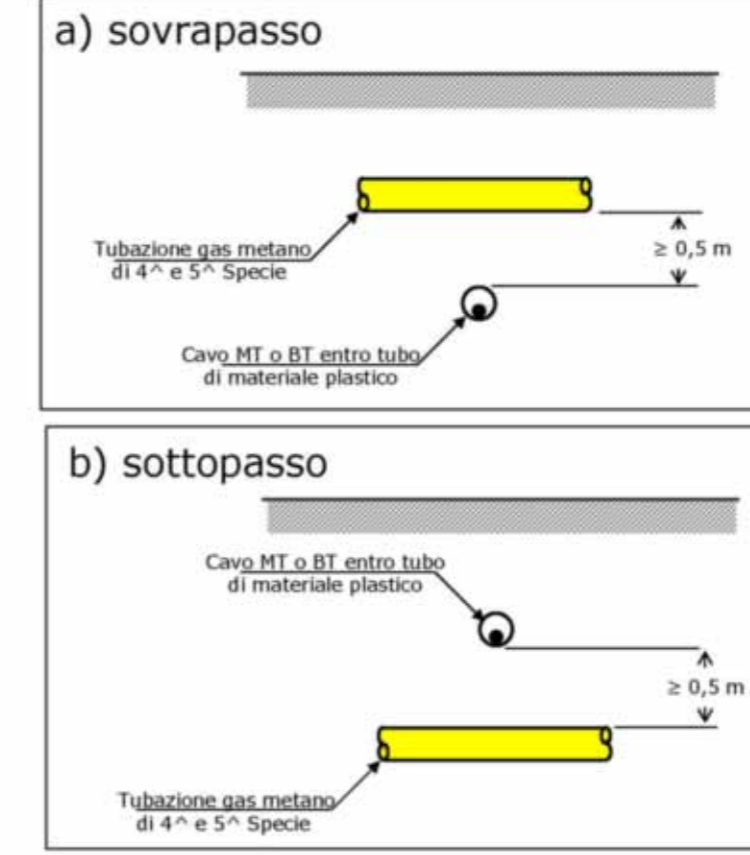 a) sovrapasso
Tubazione gas metano
di 4^ e 5^ Specie
≥ 0,5 m
Cavo MT o BT entro tubo
di materiale plastico
b) sottopasso
Cavo MT o BT entro tubo
di materiale plastico
≥ 0,5 m
Tubazione gas metano
di 4^ e 5^ Specie